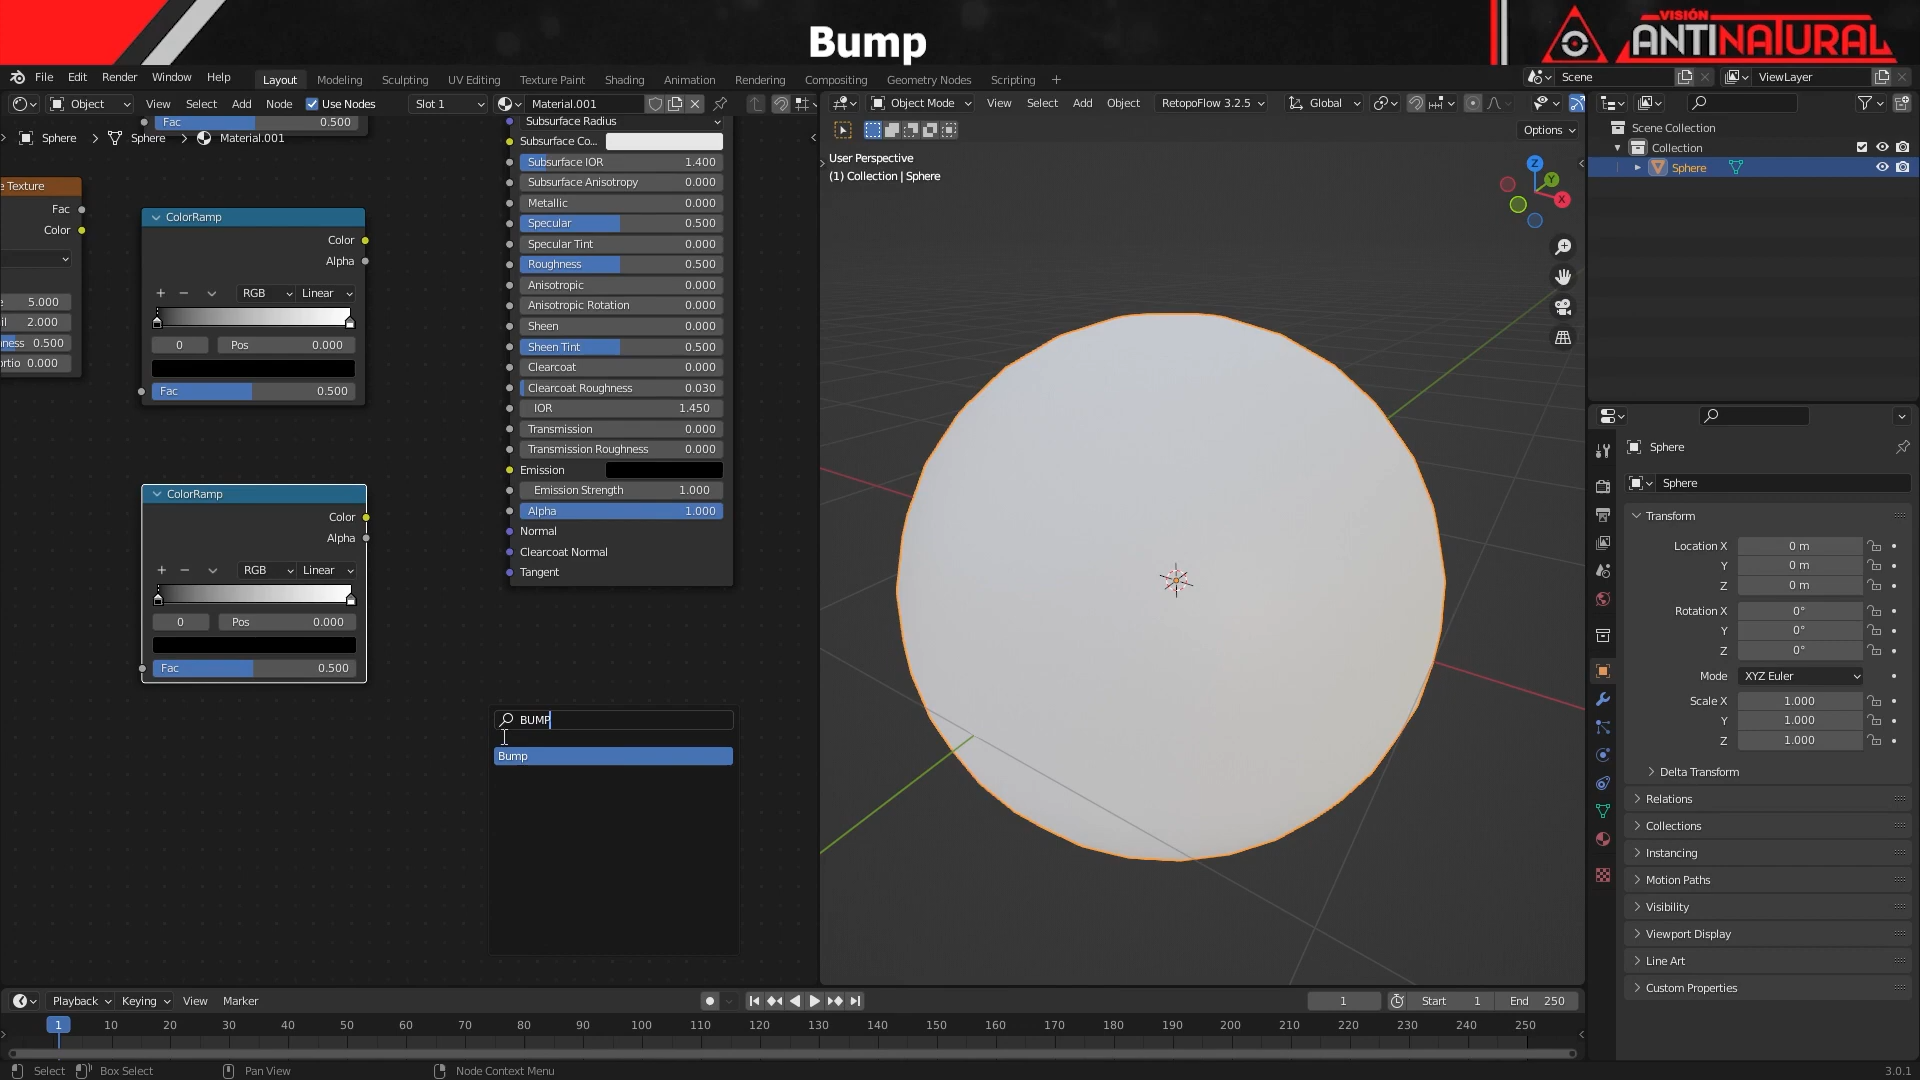 Bump
VISIÓN
ANTINATURAL
File Edit Render Window Help Layout Modeling Sculpting UV Editing Texture Paint Shading Animation Rendering Compositing Geometry Nodes Scripting + Scene ViewLayer
Object View Select Add Node Use Nodes Slot 1 Material.001
Object Mode View Select Add Object RetopoFlow 3.2.5 Global
Options
Fac 0.500
Sphere Sphere Material.001
e Texture
Fac
Color
5.000
2.000
0.500
0.000
ColorRamp
Color
Alpha
+ − RGB Linear
0 Pos 0.000
Fac 0.500
ColorRamp
Color
Alpha
+ − RGB Linear
0 Pos 0.000
Fac 0.500
Subsurface Radius
Subsurface Co...
Subsurface IOR 1.400
Subsurface Anisotropy 0.000
Metallic 0.000
Specular 0.500
Specular Tint 0.000
Roughness 0.500
Anisotropic 0.000
Anisotropic Rotation 0.000
Sheen 0.000
Sheen Tint 0.500
Clearcoat 0.000
Clearcoat Roughness 0.030
IOR 1.450
Transmission 0.000
Transmission Roughness 0.000
Emission
Emission Strength 1.000
Alpha 1.000
Normal
Clearcoat Normal
Tangent
BUMP
Bump
User Perspective
(1) Collection | Sphere
Z
Y
X
Scene Collection
Collection
Sphere
Sphere
Sphere
Transform
Location X 0 m
Y 0 m
Z 0 m
Rotation X 0°
Y 0°
Z 0°
Mode XYZ Euler
Scale X 1.000
Y 1.000
Z 1.000
Delta Transform
Relations
Collections
Instancing
Motion Paths
Visibility
Viewport Display
Line Art
Custom Properties
Playback Keying View Marker 1 Start 1 End 250
1 10 20 30 40 50 60 70 80 90 100 110 120 130 140 150 160 170 180 190 200 210 220 230 240 250
Select Box Select Pan View Node Context Menu 3.0.1